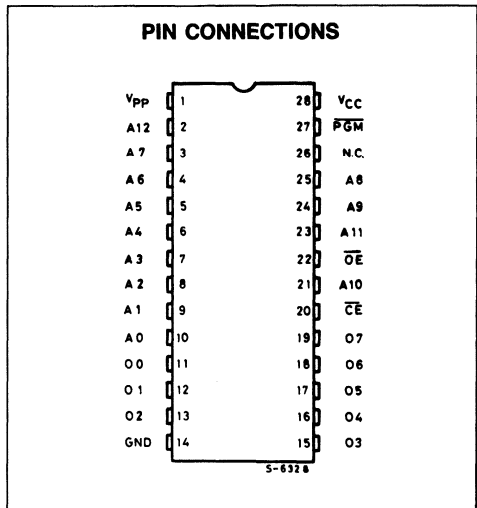 PIN CONNECTIONS
VPP 1 28 VCC
A12 2 27 PGM
A7 3 26 N.C.
A6 4 25 A8
A5 5 24 A9
A4 6 23 A11
A3 7 22 OE
A2 8 21 A10
A1 9 20 CE
A0 10 19 O7
O0 11 18 O6
O1 12 17 O5
O2 13 16 O4
GND 14 15 O3
S-6328